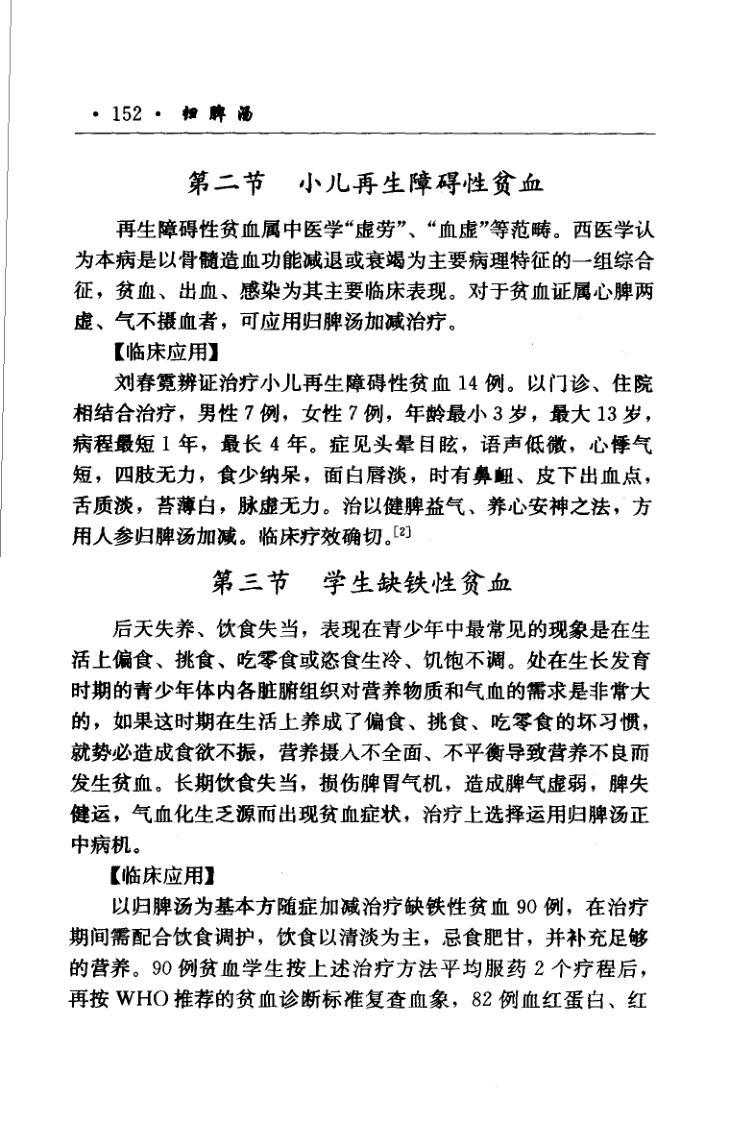 · 152 · 归脾汤
第二节 小儿再生障碍性贫血
再生障碍性贫血属中医学“虚劳”、“血虚”等范畴。西医学认
为本病是以骨髓造血功能减退或衰竭为主要病理特征的一组综合
征，贫血、出血、感染为其主要临床表现。对于贫血证属心脾两
虚、气不摄血者，可应用归脾汤加减治疗。
【临床应用】
刘春霓辨证治疗小儿再生障碍性贫血 14 例。以门诊、住院
相结合治疗，男性 7 例，女性 7 例，年龄最小 3 岁，最大 13 岁，
病程最短 1 年，最长 4 年。症见头晕目眩，语声低微，心悸气
短，四肢无力，食少纳呆，面白唇淡，时有鼻衄、皮下出血点，
舌质淡，苔薄白，脉虚无力。治以健脾益气、养心安神之法，方
用人参归脾汤加减。临床疗效确切。[2]
第三节 学生缺铁性贫血
后天失养、饮食失当，表现在青少年中最常见的现象是在生
活上偏食、挑食、吃零食或恣食生冷、饥饱不调。处在生长发育
时期的青少年体内各脏腑组织对营养物质和气血的需求是非常大
的，如果这时期在生活上养成了偏食、挑食、吃零食的坏习惯，
就势必造成食欲不振，营养摄入不全面、不平衡导致营养不良而
发生贫血。长期饮食失当，损伤脾胃气机，造成脾气虚弱，脾失
健运，气血化生乏源而出现贫血症状，治疗上选择运用归脾汤正
中病机。
【临床应用】
以归脾汤为基本方随症加减治疗缺铁性贫血 90 例，在治疗
期间需配合饮食调护，饮食以清淡为主，忌食肥甘，并补充足够
的营养。90 例贫血学生按上述治疗方法平均服药 2 个疗程后，
再按 WHO 推荐的贫血诊断标准复查血象，82 例血红蛋白、红